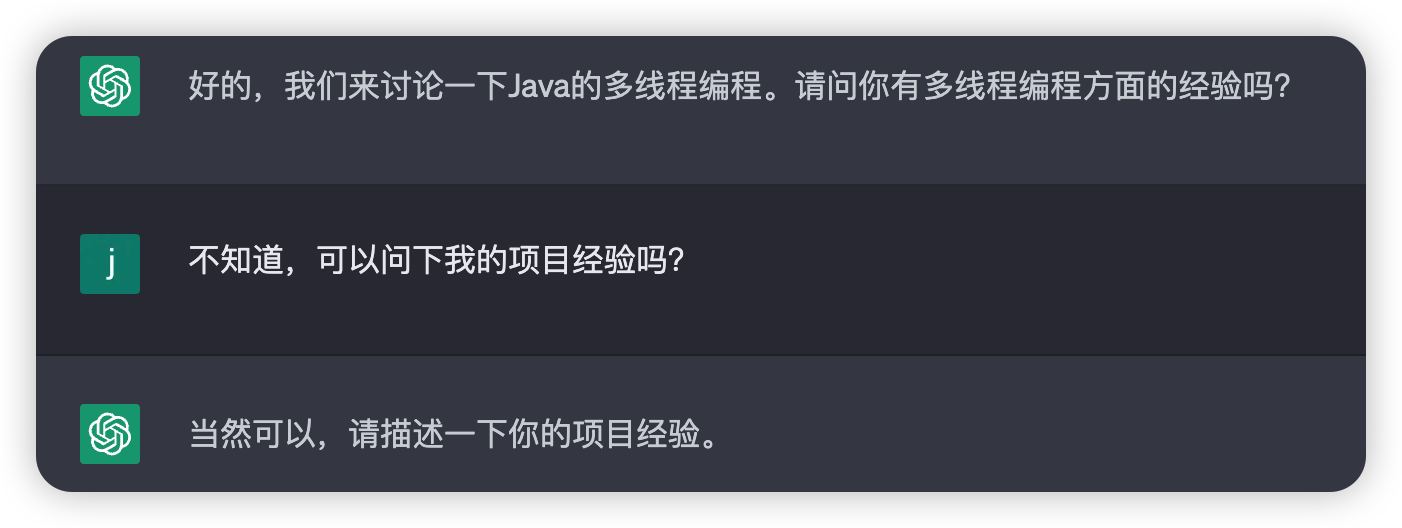 好的，我们来讨论一下Java的多线程编程。请问你有多线程编程方面的经验吗？
j
不知道，可以问下我的项目经验吗？
当然可以，请描述一下你的项目经验。